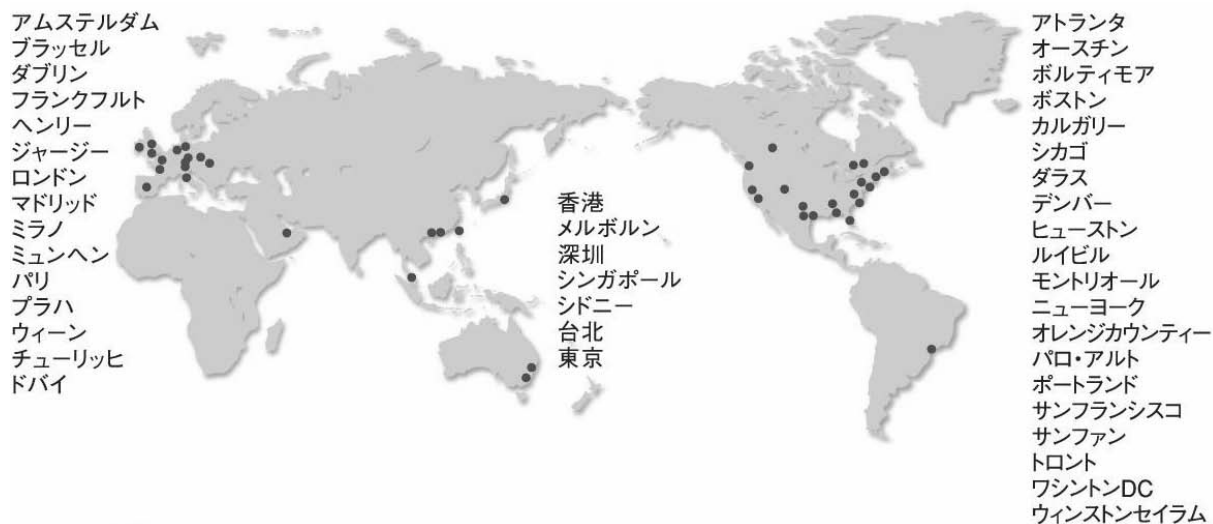 アムステルダム
ブラッセル
ダブリン
フランクフルト
ヘンリー
ジャージー
ロンドン
マドリッド
ミラノ
ミュンヘン
パリ
プラハ
ウィーン
チューリッヒ
ドバイ
香港
メルボルン
深圳
シンガポール
シドニー
台北
東京
アトランタ
オースチン
ボルティモア
ボストン
カルガリー
シカゴ
ダラス
デンバー
ヒューストン
ルイビル
モントリオール
ニューヨーク
オレンジカウンティー
パロ・アルト
ポートランド
サンフランシスコ
サンファン
トロント
ワシントンDC
ウィンストンセイラム